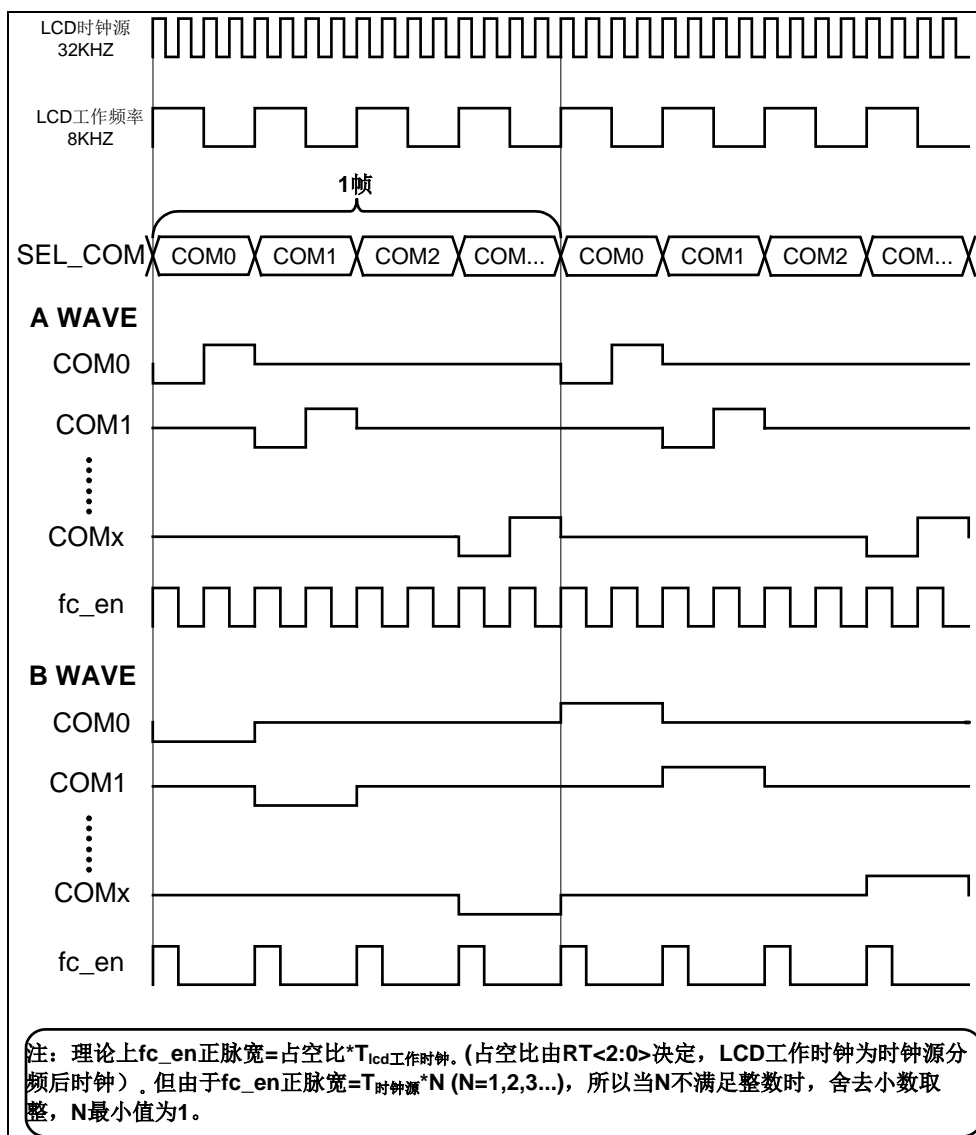 LCD时钟源
32KHZ
LCD工作频率
8KHZ
1帧
SEL_COM COM0 COM1 COM2 COM... COM0 COM1 COM2 COM...
A WAVE
COM0
COM1
COMx
fc_en
B WAVE
COM0
COM1
COMx
fc_en
注：理论上fc_en正脉宽=占空比*Tlcd工作时钟。(占空比由RT<2:0>决定，LCD工作时钟为时钟源分
频后时钟）。但由于fc_en正脉宽=T时钟源*N (N=1,2,3...)，所以当N不满足整数时，舍去小数取
整，N最小值为1。